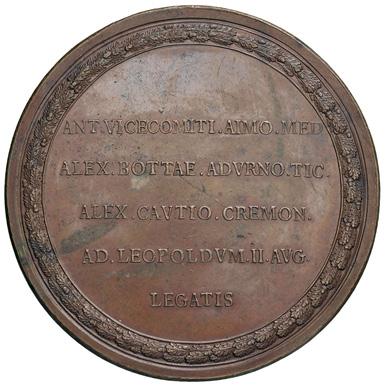 ANT.VICECOMITI.AIMO.MED
ALEX.BOTTAE.ADVRNO.TIC.
ALEX.CAVTIO.CREMON.
AD.LEOPOLDVM.II.AVG.
LEGATIS